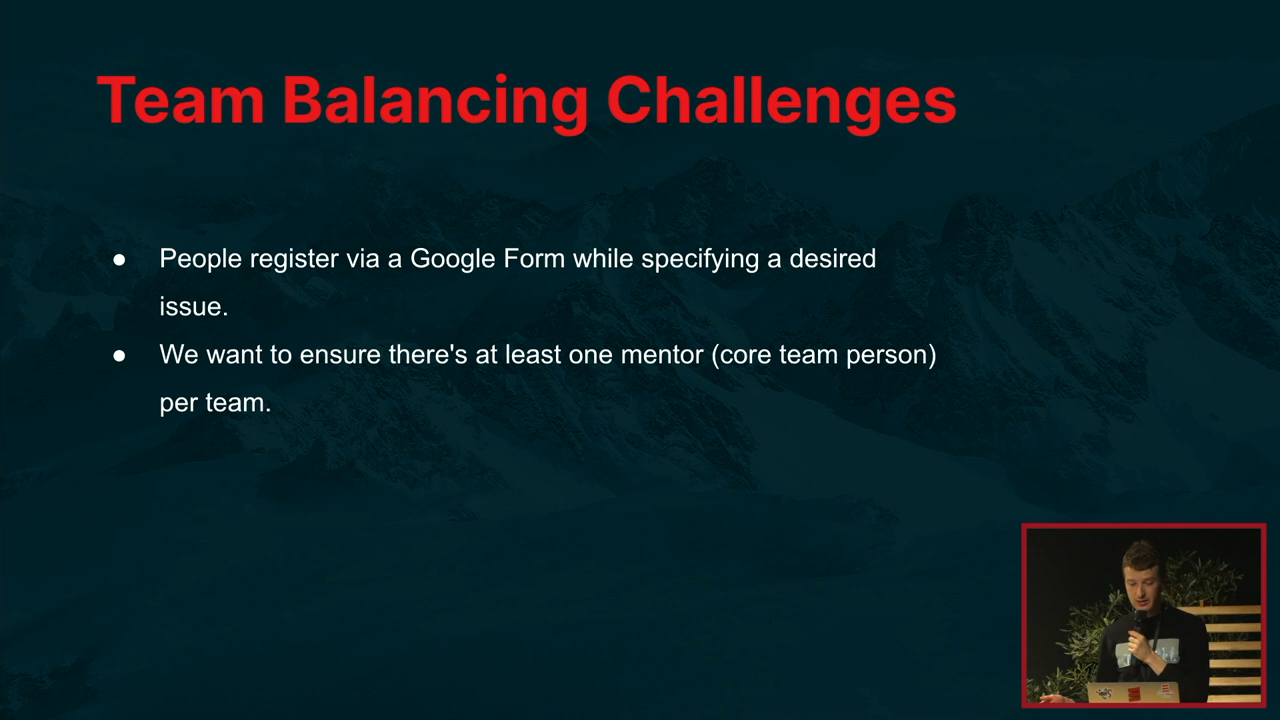 Team Balancing Challenges
● People register via a Google Form while specifying a desired
issue.
● We want to ensure there's at least one mentor (core team person)
per team.